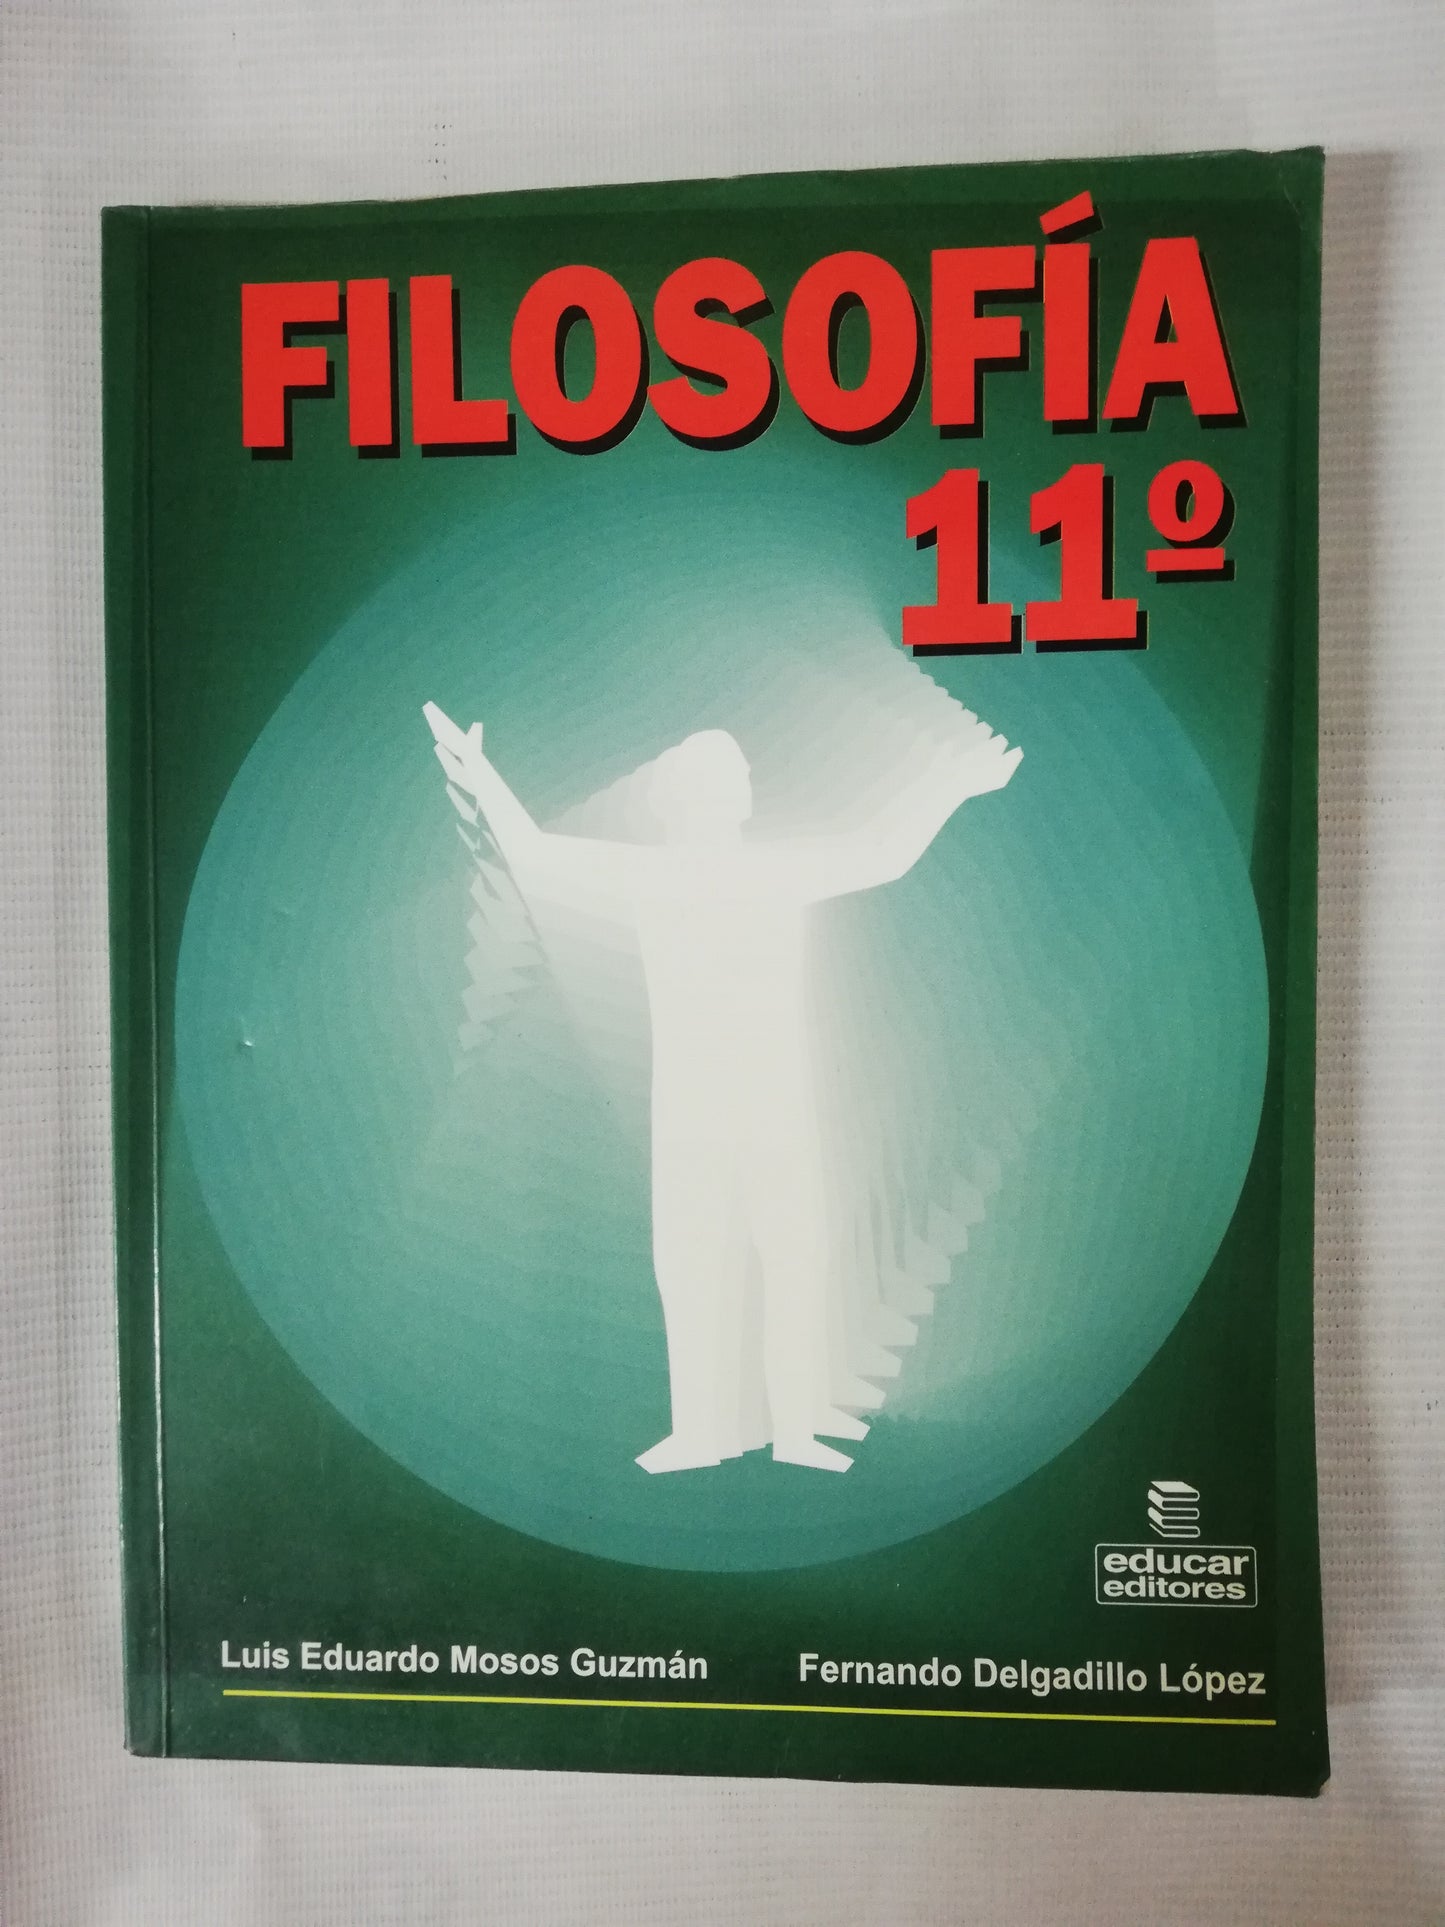 FILOSOFÍA
11º
educar
editores
Luis Eduardo Mosos Guzmán Fernando Delgadillo López